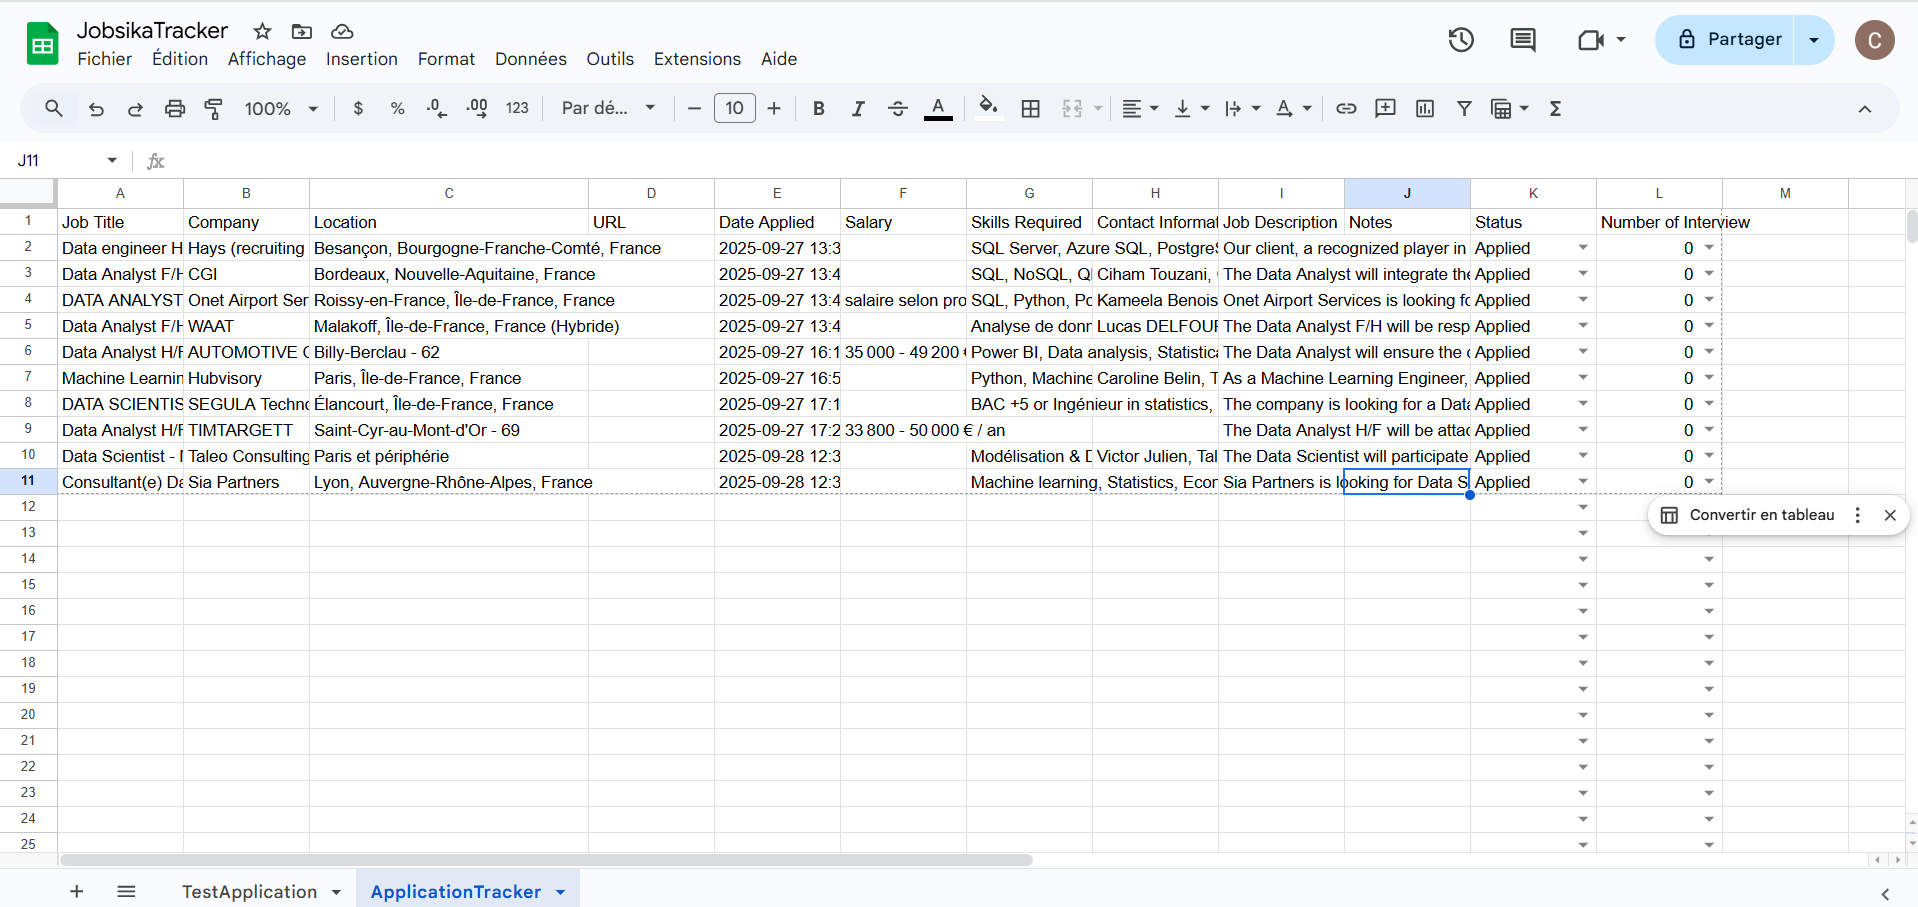 JobsikaTracker
Fichier Édition Affichage Insertion Format Données Outils Extensions Aide
Partager
C
100% $ % .0 .00 123 Par dé... 10 B I A A Σ
J11 fx
A B C D E F G H I J K L M
1 Job Title Company Location URL Date Applied Salary Skills Required Contact Informat Job Description Notes Status Number of Interview
2 Data engineer H Hays (recruiting Besançon, Bourgogne-Franche-Comté, France 2025-09-27 13:3 SQL Server, Azure SQL, PostgreS Our client, a recognized player in Applied 0
3 Data Analyst F/H CGI Bordeaux, Nouvelle-Aquitaine, France 2025-09-27 13:4 SQL, NoSQL, Q Ciham Touzani, The Data Analyst will integrate the Applied 0
4 DATA ANALYST Onet Airport Ser Roissy-en-France, Île-de-France, France 2025-09-27 13:4 salaire selon pro SQL, Python, Po Kameela Benois Onet Airport Services is looking fo Applied 0
5 Data Analyst F/H WAAT Malakoff, Île-de-France, France (Hybride) 2025-09-27 13:4 Analyse de donn Lucas DELFOUR The Data Analyst F/H will be resp Applied 0
6 Data Analyst H/F AUTOMOTIVE C Billy-Berclau - 62 2025-09-27 16:1 35 000 - 49 200 € Power BI, Data analysis, Statistica The Data Analyst will ensure the Applied 0
7 Machine Learnin Hubvisory Paris, Île-de-France, France 2025-09-27 16:5 Python, Machine Caroline Belin, T As a Machine Learning Engineer, Applied 0
8 DATA SCIENTIS SEGULA Techno Élancourt, Île-de-France, France 2025-09-27 17:1 BAC +5 or Ingénieur in statistics, The company is looking for a Data Applied 0
9 Data Analyst H/F TIMTARGETT Saint-Cyr-au-Mont-d'Or - 69 2025-09-27 17:2 33 800 - 50 000 € / an The Data Analyst H/F will be attac Applied 0
10 Data Scientist - Taleo Consulting Paris et périphérie 2025-09-28 12:3 Modélisation & D Victor Julien, Tal The Data Scientist will participate Applied 0
11 Consultant(e) Da Sia Partners Lyon, Auvergne-Rhône-Alpes, France 2025-09-28 12:3 Machine learning, Statistics, Econ Sia Partners is looking for Data S Applied 0
12
Convertir en tableau
13
14
15
16
17
18
19
20
21
22
23
24
25
TestApplication ApplicationTracker